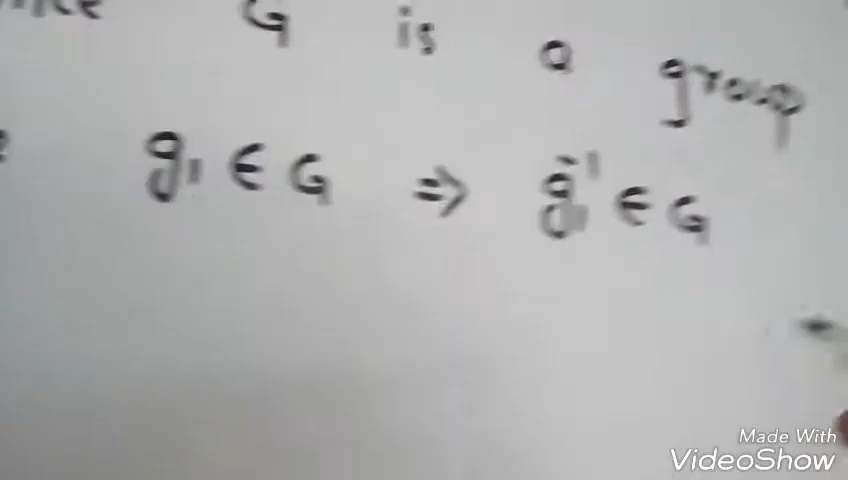 G is a group
g₁ ∈ G ⇒ g₁⁻¹ ∈ G
Made With
VideoShow